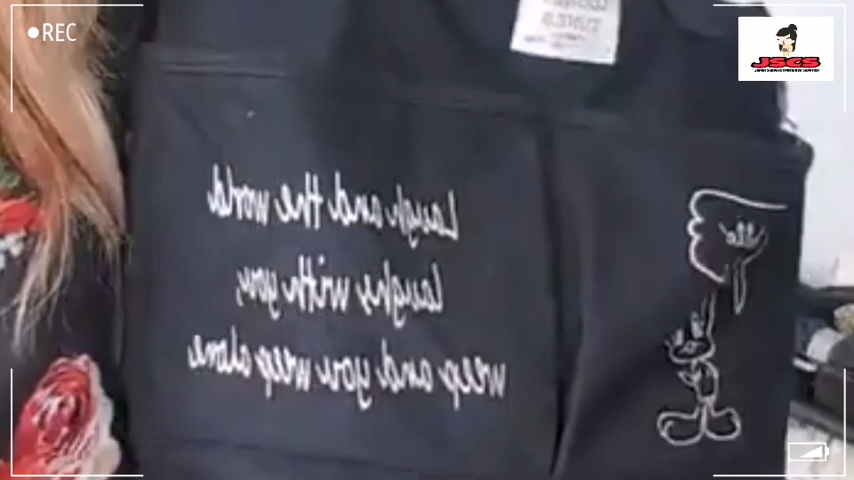 REC
JSCS
Laugh and the world
laughs with you,
weep and you weep alone